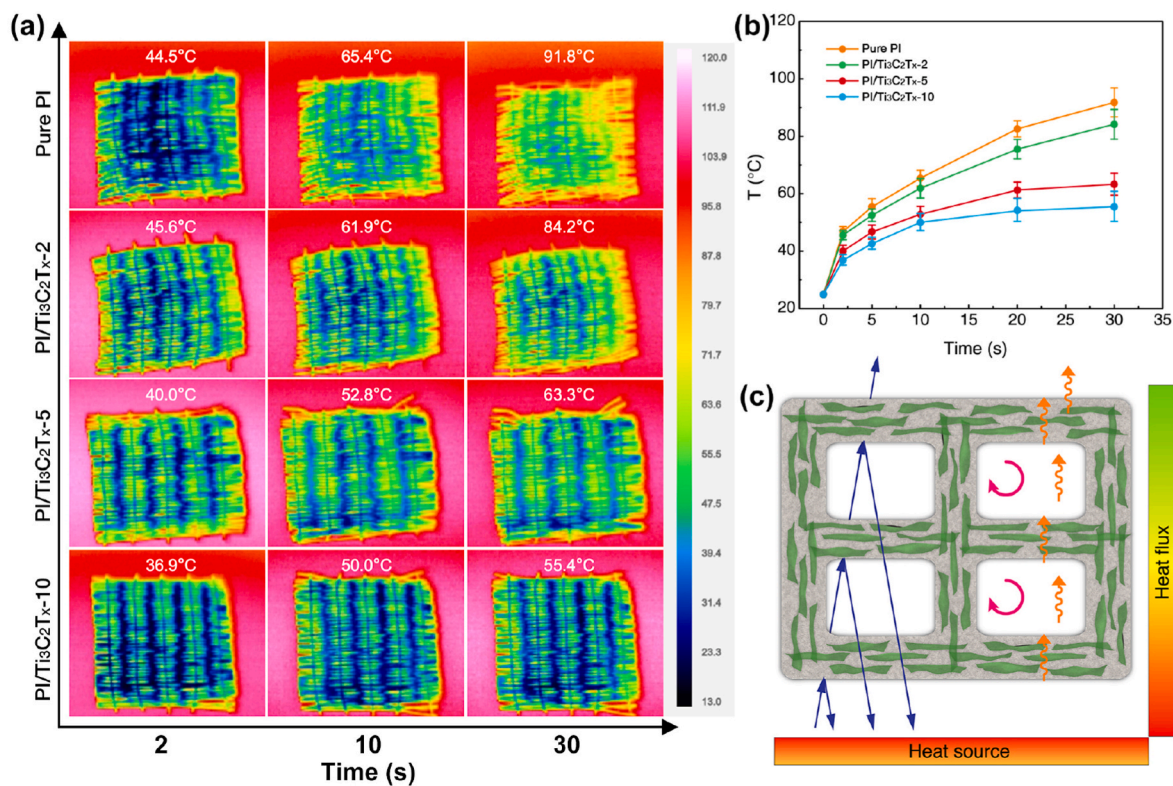 (a)
Pure PI
44.5°C
65.4°C
91.8°C
PI/Ti3C2Tx-2
45.6°C
61.9°C
84.2°C
PI/Ti3C2Tx-5
40.0°C
52.8°C
63.3°C
PI/Ti3C2Tx-10
36.9°C
50.0°C
55.4°C
2
10
30
Time (s)
120.0
111.9
103.9
95.8
87.8
79.7
71.7
63.6
55.5
47.5
39.4
31.4
23.3
13.0
(b)
120
100
80
60
40
20
T (°C)
Pure PI
PI/Ti3C2Tx-2
PI/Ti3C2Tx-5
PI/Ti3C2Tx-10
0
5
10
15
20
25
30
35
Time (s)
(c)
Heat flux
Heat source